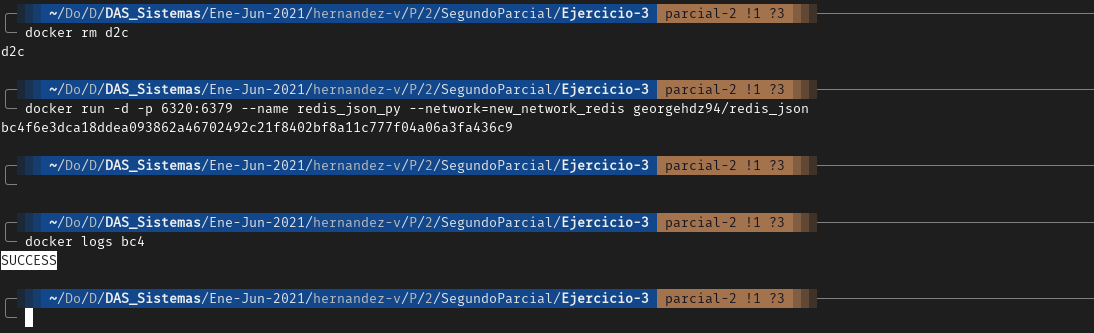 ~/Do/D/DAS_Sistemas/Ene-Jun-2021/hernandez-v/P/2/SegundoParcial/Ejercicio-3 parcial-2 !1 ?3
docker rm d2c
d2c
~/Do/D/DAS_Sistemas/Ene-Jun-2021/hernandez-v/P/2/SegundoParcial/Ejercicio-3 parcial-2 !1 ?3
docker run -d -p 6320:6379 --name redis_json_py --network=new_network_redis georgehdz94/redis_json
bc4f6e3dca18ddea093862a46702492c21f8402bf8a11c777f04a06a3fa436c9
~/Do/D/DAS_Sistemas/Ene-Jun-2021/hernandez-v/P/2/SegundoParcial/Ejercicio-3 parcial-2 !1 ?3
~/Do/D/DAS_Sistemas/Ene-Jun-2021/hernandez-v/P/2/SegundoParcial/Ejercicio-3 parcial-2 !1 ?3
docker logs bc4
SUCCESS
~/Do/D/DAS_Sistemas/Ene-Jun-2021/hernandez-v/P/2/SegundoParcial/Ejercicio-3 parcial-2 !1 ?3